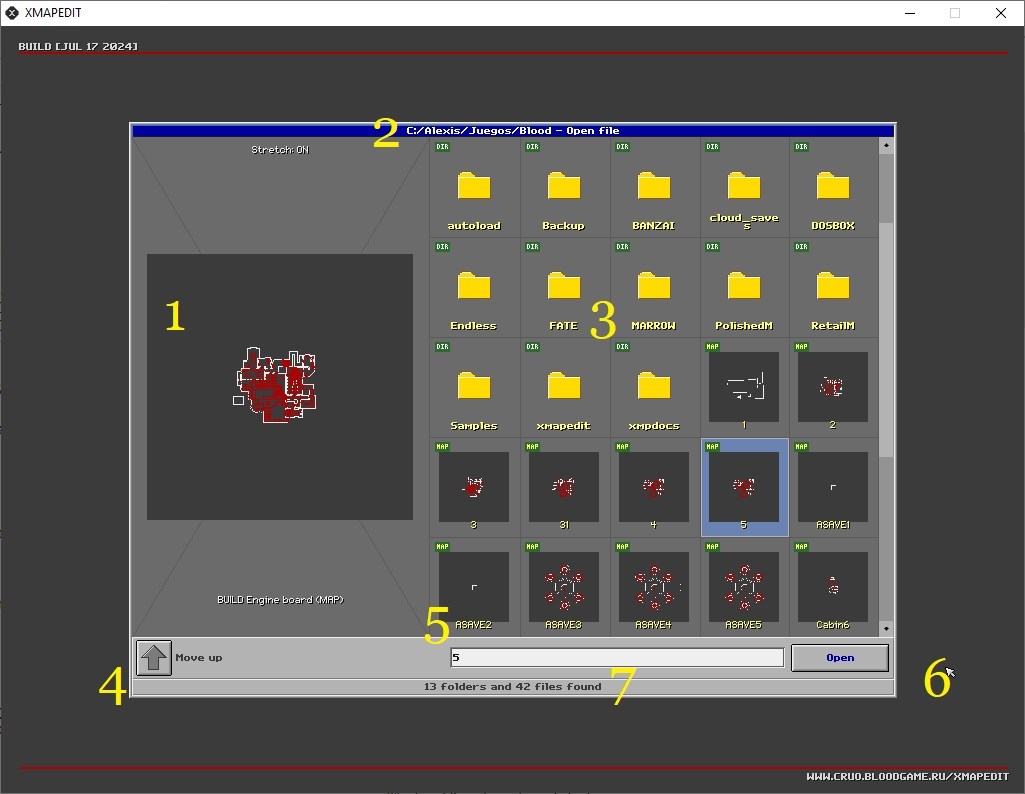 XMAPEDIT
BUILD [JUL 17 2024]
2
C:/Alexis/Juegos/Blood - Open file
Stretch: ON
DIR DIR DIR DIR DIR
autoload Backup BANZAI cloud_save
s
DOSBOX
DIR DIR DIR DIR DIR
1
3
Endless FATE MARROW PolishedM RetailM
DIR DIR DIR MAP MAP
Samples xmapedit xmpdocs 1 2
MAP MAP MAP MAP MAP
3 31 4 5 ASAVE1
MAP MAP MAP MAP MAP
BUILD Engine board (MAP)
5
ASAVE2 ASAVE3 ASAVE4 ASAVE5 Cabin6
Move up
5
Open
4
6
13 folders and 42 files found
7
WWW.CRUO.BLOODGAME.RU/XMAPEDIT